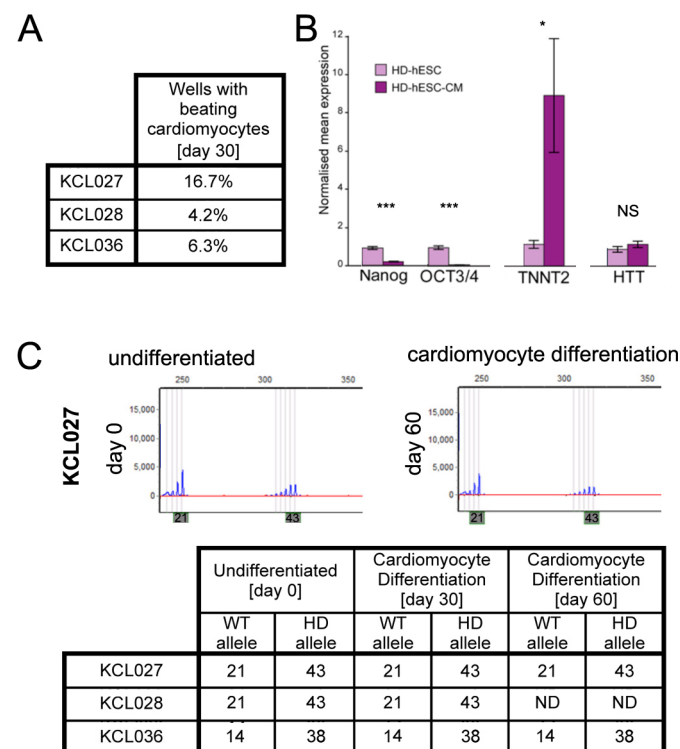 A
Wells with
beating
cardiomyocytes
[day 30]
KCL027 16.7%
KCL028 4.2%
KCL036 6.3%
B
Normalised mean expression
12
10
8
6
4
2
0
HD-hESC
HD-hESC-CM
***
***
*
NS
Nanog OCT3/4 TNNT2 HTT
C
undifferentiated
cardiomyocyte differentiation
KCL027
day 0
250 300 350
15,000
10,000
5,000
0
21 43
day 60
250 300 350
15,000
10,000
5,000
0
21 43
Undifferentiated
[day 0]
Cardiomyocyte
Differentiation
[day 30]
Cardiomyocyte
Differentiation
[day 60]
WT
allele
HD
allele
WT
allele
HD
allele
WT
allele
HD
allele
KCL027 21 43 21 43 21 43
KCL028 21 43 21 43 ND ND
KCL036 14 38 14 38 14 38